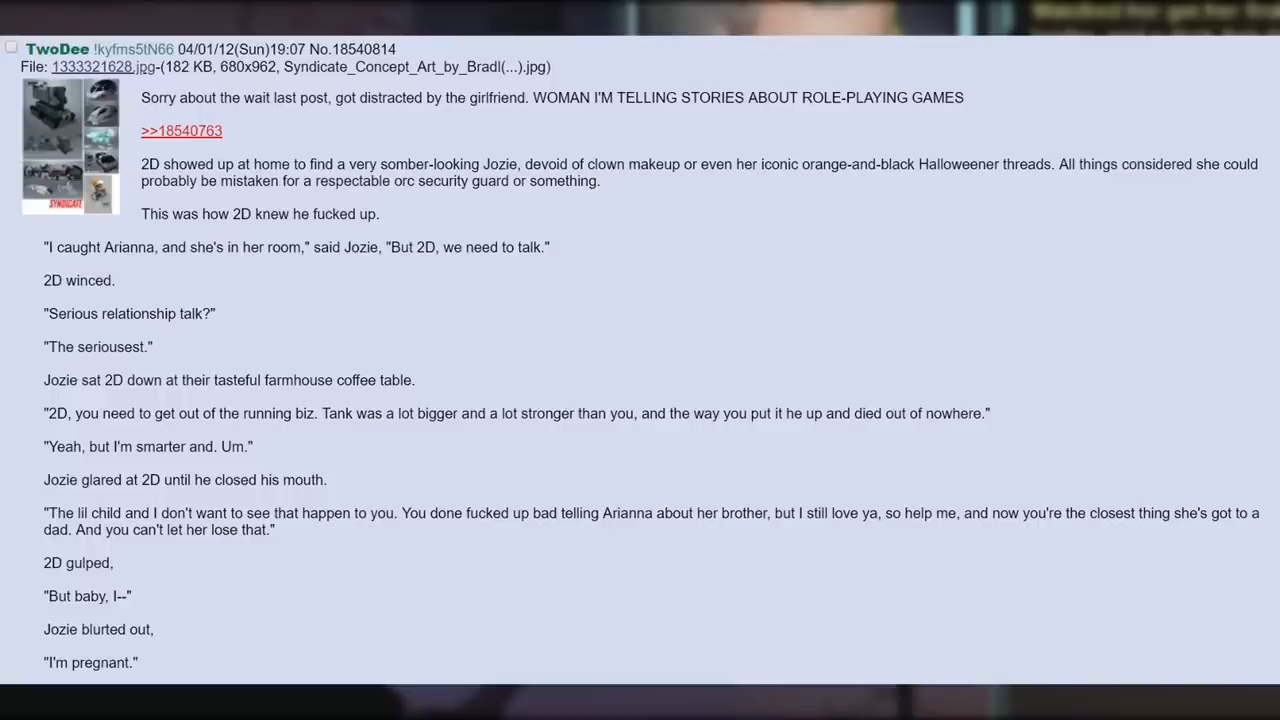 TwoDee !kyfms5tN66 04/01/12(Sun)19:07 No.18540814
File: 1333321628.jpg-(182 KB, 680x962, Syndicate_Concept_Art_by_Bradl(...).jpg)
Sorry about the wait last post, got distracted by the girlfriend. WOMAN I'M TELLING STORIES ABOUT ROLE-PLAYING GAMES
>>18540763
2D showed up at home to find a very somber-looking Jozie, devoid of clown makeup or even her iconic orange-and-black Halloweener threads. All things considered she could
probably be mistaken for a respectable orc security guard or something.
SYNDICATE
This was how 2D knew he fucked up.
"I caught Arianna, and she's in her room," said Jozie, "But 2D, we need to talk."
2D winced.
"Serious relationship talk?"
"The seriousest."
Jozie sat 2D down at their tasteful farmhouse coffee table.
"2D, you need to get out of the running biz. Tank was a lot bigger and a lot stronger than you, and the way you put it he up and died out of nowhere."
"Yeah, but I'm smarter and. Um."
Jozie glared at 2D until he closed his mouth.
"The lil child and I don't want to see that happen to you. You done fucked up bad telling Arianna about her brother, but I still love ya, so help me, and now you're the closest thing she's got to a
dad. And you can't let her lose that."
2D gulped,
"But baby, I--"
Jozie blurted out,
"I'm pregnant."